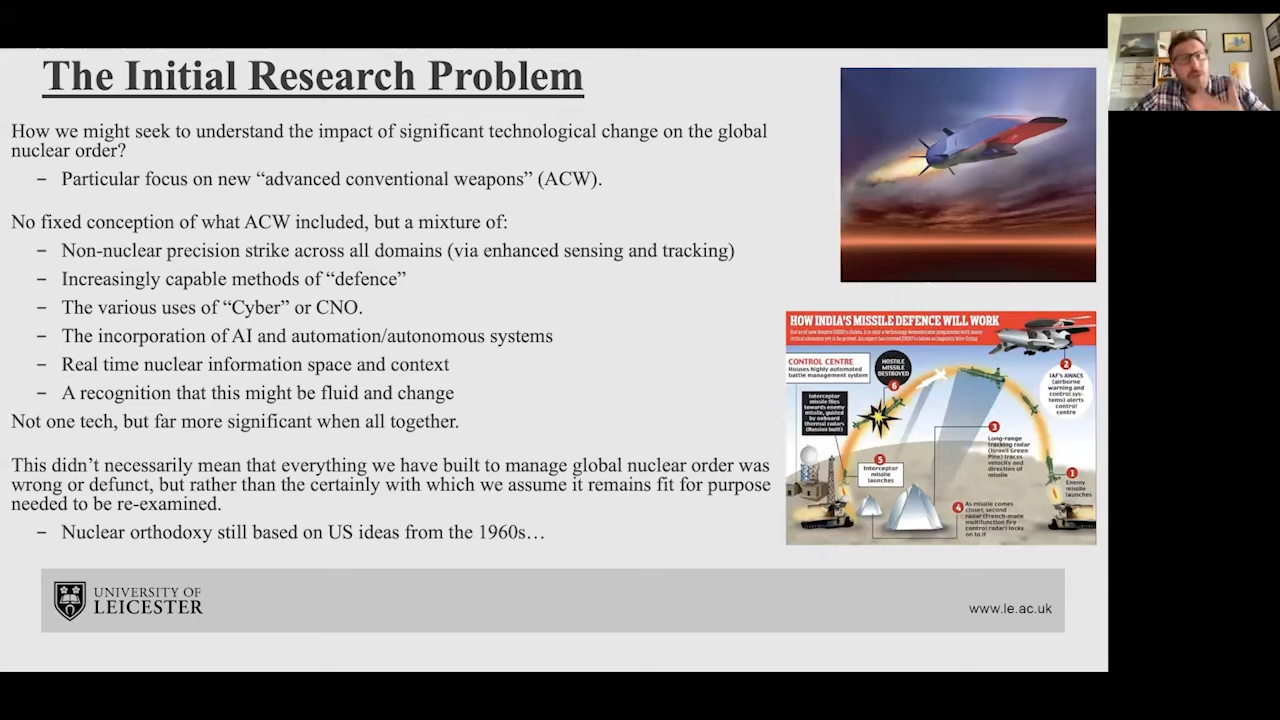 The Initial Research Problem
How we might seek to understand the impact of significant technological change on the global
nuclear order?
– Particular focus on new “advanced conventional weapons” (ACW).
No fixed conception of what ACW included, but a mixture of:
– Non-nuclear precision strike across all domains (via enhanced sensing and tracking)
– Increasingly capable methods of “defence”
– The various uses of “Cyber” or CNO.
– The incorporation of AI and automation/autonomous systems
– Real time nuclear information space and context
– A recognition that this might be fluid and change
Not one tech, but far more significant when all together.
This didn’t necessarily mean that everything we have built to manage global nuclear order was
wrong or defunct, but rather than the certainly with which we assume it remains fit for purpose
needed to be re-examined.
– Nuclear orthodoxy still based on US ideas from the 1960s…
HOW INDIA'S MISSILE DEFENCE WILL WORK
CONTROL CENTRE
Houses highly automated
battle management system
HOSTILE
MISSILE
DESTROYED
6
2
IAF's AWACS
(airborne
warning and
control sys-
tems) alerts
control
centre
Interceptor
missile flies
towards enemy
missile, guided
by onboard
thermal radars
(Russian built)
3
Long-range
tracking radar
(Israeli Green
Pine) traces
velocity and
direction of
missile
5
Interceptor
missile
launches
1
Enemy
missile
launches
4
As missile comes
closer, second
radar (French-made
multifunction fire
control radar) locks
on to it
UNIVERSITY OF
LEICESTER
www.le.ac.uk